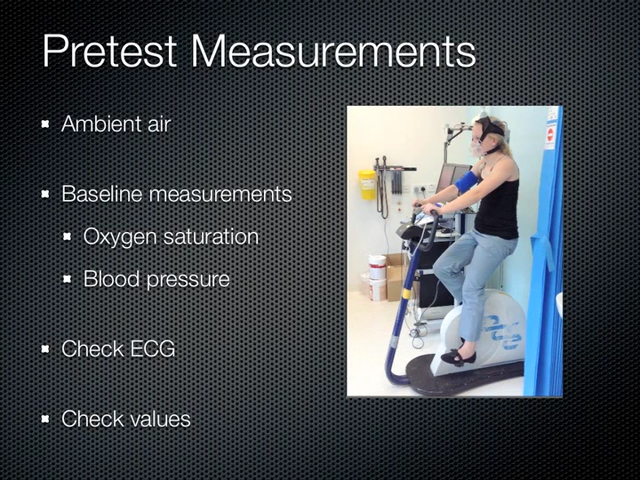 Pretest Measurements
Ambient air
Baseline measurements
Oxygen saturation
Blood pressure
Check ECG
Check values